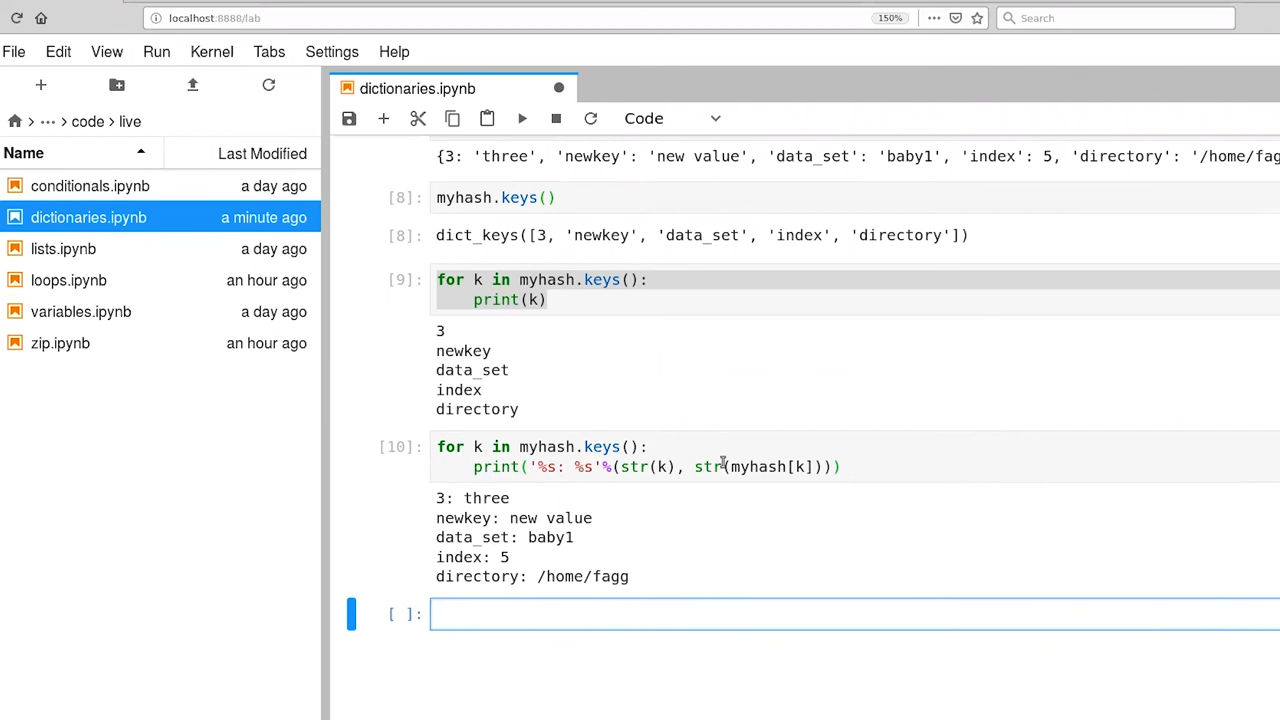 localhost:8888/lab
150%
Search
File Edit View Run Kernel Tabs Settings Help
dictionaries.ipynb
code live
Code
Name Last Modified
conditionals.ipynb a day ago
dictionaries.ipynb a minute ago
lists.ipynb a day ago
loops.ipynb an hour ago
variables.ipynb a day ago
zip.ipynb an hour ago
{3: 'three', 'newkey': 'new value', 'data_set': 'baby1', 'index': 5, 'directory': '/home/fag
[8]: myhash.keys()
[8]: dict_keys([3, 'newkey', 'data_set', 'index', 'directory'])
[9]: for k in myhash.keys():
print(k)
3
newkey
data_set
index
directory
[10]: for k in myhash.keys():
print('%s: %s'%(str(k), str(myhash[k])))
3: three
newkey: new value
data_set: baby1
index: 5
directory: /home/fagg
[ ]: